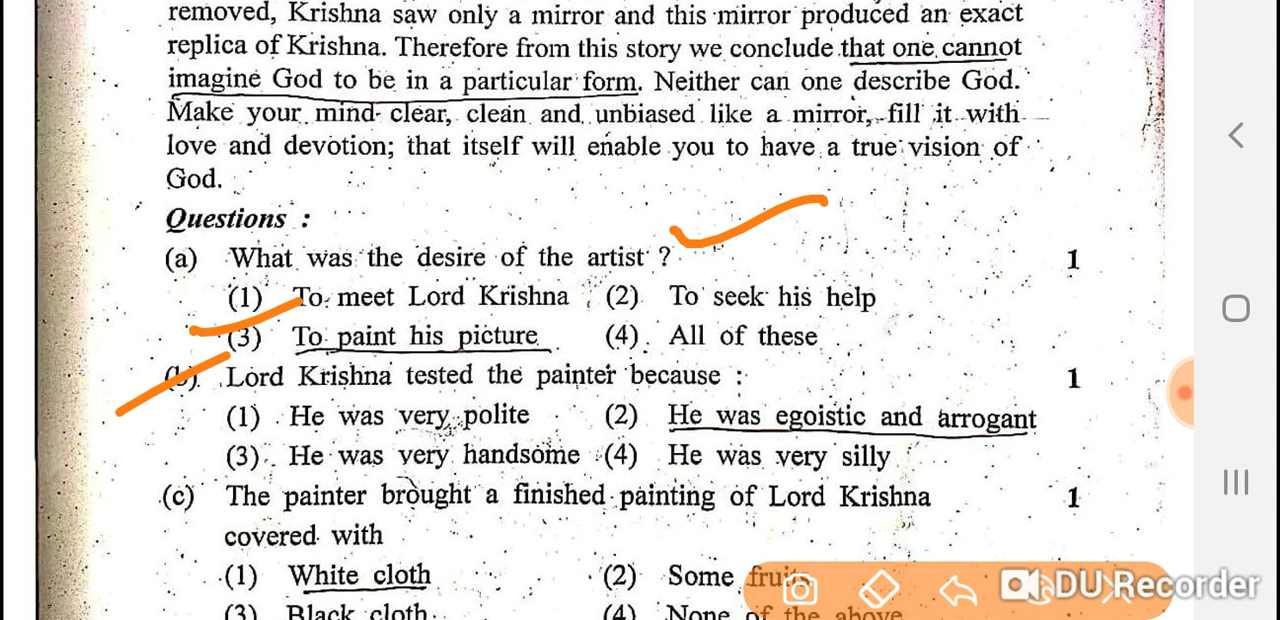 removed, Krishna saw only a mirror and this mirror produced an exact
replica of Krishna. Therefore from this story we conclude that one cannot
imagine God to be in a particular form. Neither can one describe God.
Make your mind clear, clean and unbiased like a mirror, fill it with
love and devotion; that itself will enable you to have a true vision of
God.
Questions :
(a) What was the desire of the artist ? 1
(1) To meet Lord Krishna (2) To seek his help
(3) To paint his picture (4) All of these
(b) Lord Krishna tested the painter because : 1
(1) He was very polite (2) He was egoistic and arrogant
(3) He was very handsome (4) He was very silly
(c) The painter brought a finished painting of Lord Krishna 1
covered with
(1) White cloth (2) Some fruits
(3) Black cloth (4) None of the above
DU Recorder